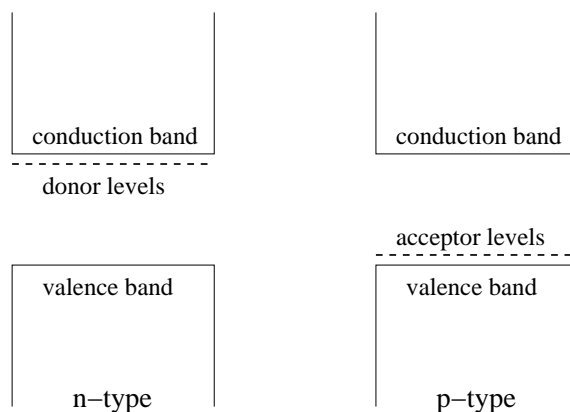 conduction band
donor levels
valence band
n−type
conduction band
acceptor levels
valence band
p−type